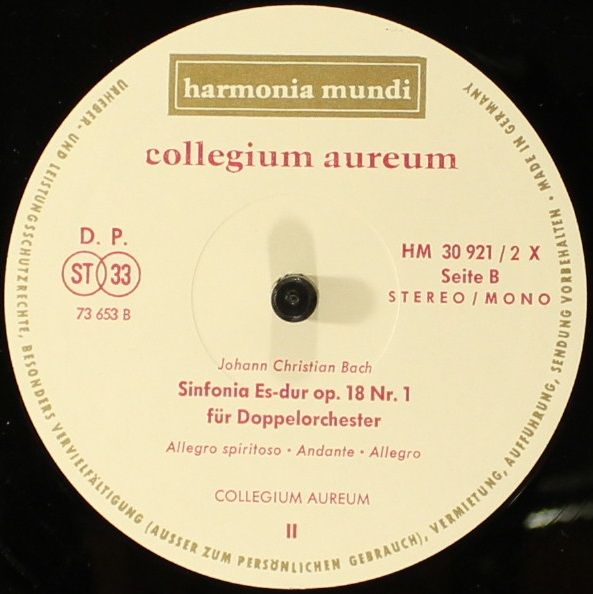 harmonia mundi
collegium aureum
D. P.
ST 33
73 653 B
HM 30 921/2 X
Seite B
STEREO/MONO
Johann Christian Bach
Sinfonia Es-dur op. 18 Nr. 1
für Doppelorchester
Allegro spiritoso • Andante • Allegro
COLLEGIUM AUREUM
II
URHEBER- UND LEISTUNGSSCHUTZRECHTE, BESONDERS VERVIELFÄLTIGUNG (AUSSER ZUM PERSÖNLICHEN GEBRAUCH), VERMIETUNG, AUFFÜHRUNG, SENDUNG VORBEHALTEN • MADE IN GERMANY